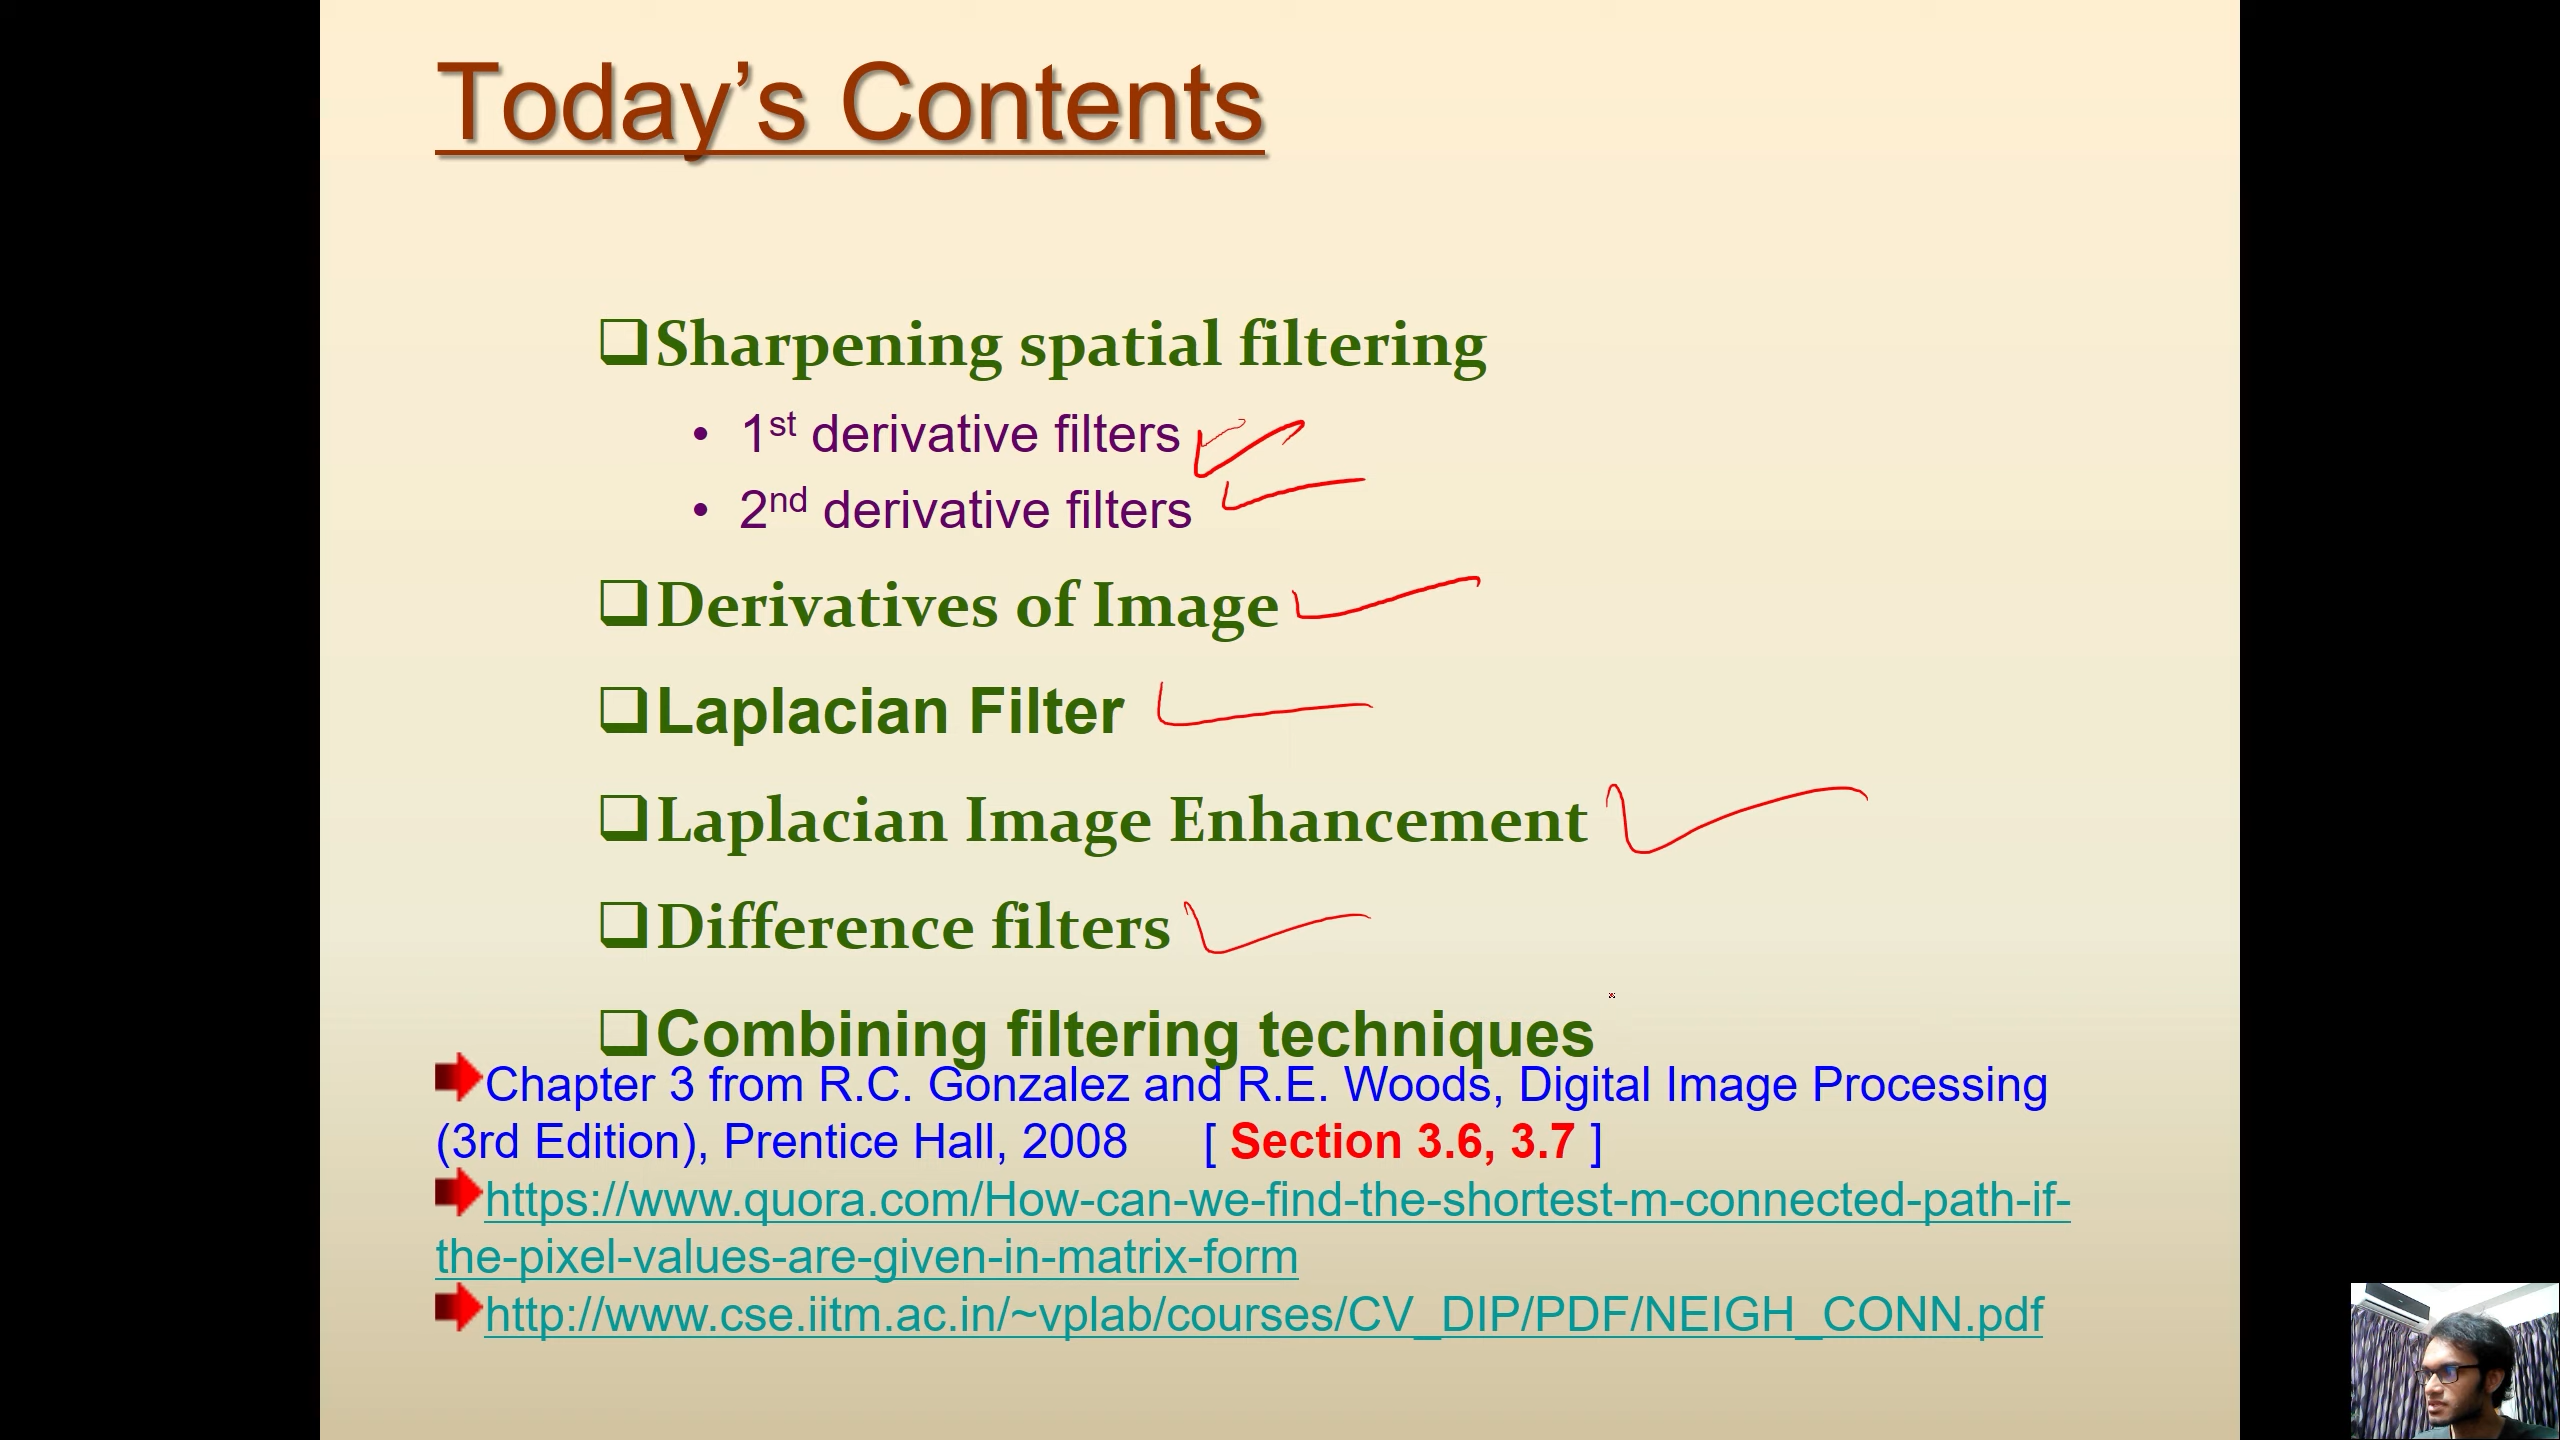 Today’s Contents
❑Sharpening spatial filtering
• 1st derivative filters
• 2nd derivative filters
❑Derivatives of Image
❑Laplacian Filter
❑Laplacian Image Enhancement
❑Difference filters
❑Combining filtering techniques
Chapter 3 from R.C. Gonzalez and R.E. Woods, Digital Image Processing
(3rd Edition), Prentice Hall, 2008 [ Section 3.6, 3.7 ]
https://www.quora.com/How-can-we-find-the-shortest-m-connected-path-if-
the-pixel-values-are-given-in-matrix-form
http://www.cse.iitm.ac.in/~vplab/courses/CV_DIP/PDF/NEIGH_CONN.pdf